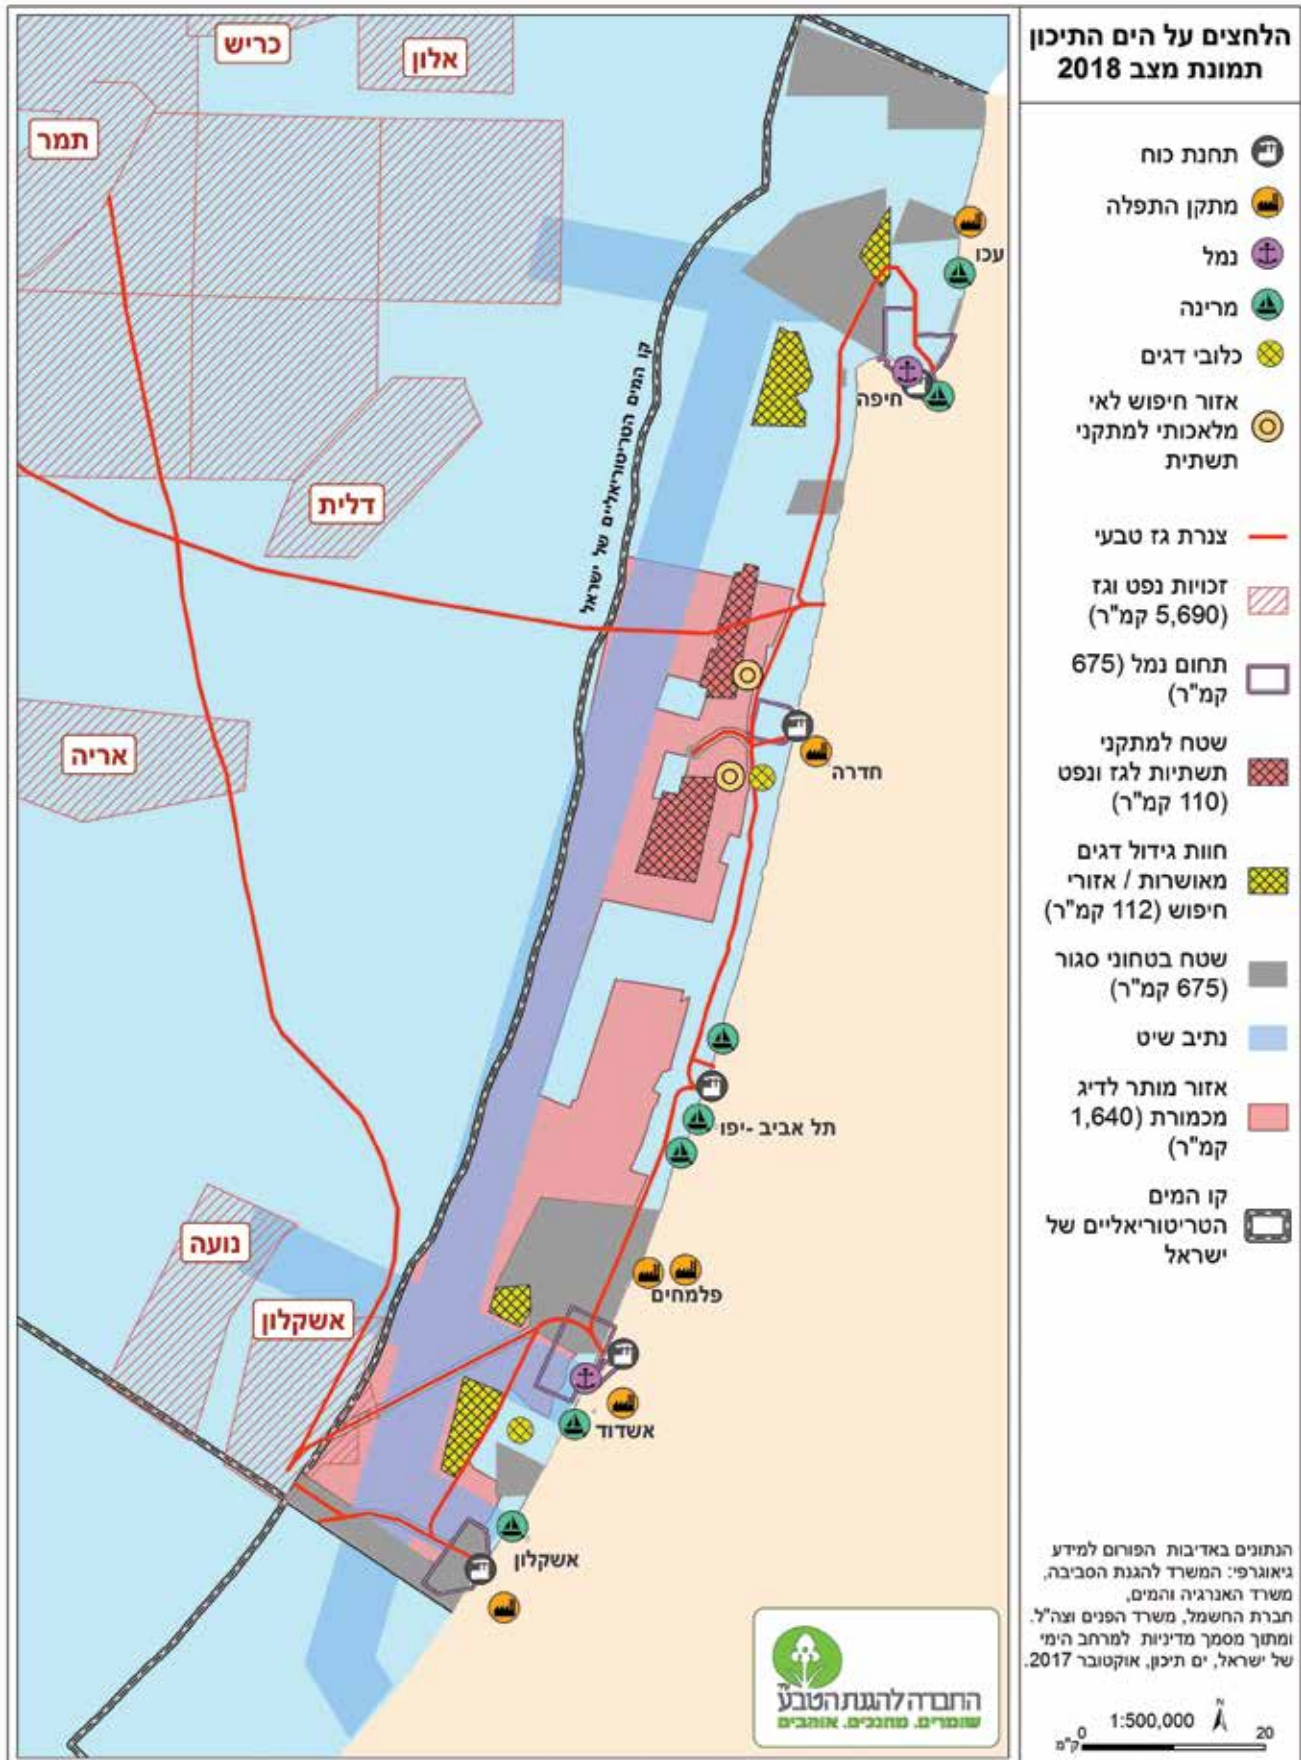 הלחצים על הים התיכון
תמונת מצב 2018
תחנת כוח
מתקן התפלה
נמל
מרינה
כלובי דגים
אזור חיפוש לאי
מלאכותי למתקני
תשתית
צנרת גז טבעי
זכויות נפט וגז
(5,690 קמ"ר)
תחום נמל (675
קמ"ר)
שטח למתקני
תשתיות לגז ונפט
(110 קמ"ר)
חוות גידול דגים
מאושרות / אזורי
חיפוש (112 קמ"ר)
שטח בטחוני סגור
(675 קמ"ר)
נתיב שיט
אזור מותר לדיג
מכמורת (1,640
קמ"ר)
קו המים
הטריטוריאליים של
ישראל
הנתונים באדיבות הפורום למידע
גיאוגרפי: המשרד להגנת הסביבה,
משרד האנרגיה והמים,
חברת החשמל, משרד הפנים וצה"ל.
ומתוך מסמך מדיניות למרחב הימי
של ישראל, ים תיכון, אוקטובר 2017.
N
1:500,000
0 20
ק"מ
כריש
אלון
תמר
דלית
אריה
נועה
אשקלון
קו המים הטריטוריאליים של ישראל
עכו
חיפה
חדרה
תל אביב -יפו
פלמחים
אשדוד
אשקלון
החברה להגנת הטבע
שומרים. מחנכים. אוהבים